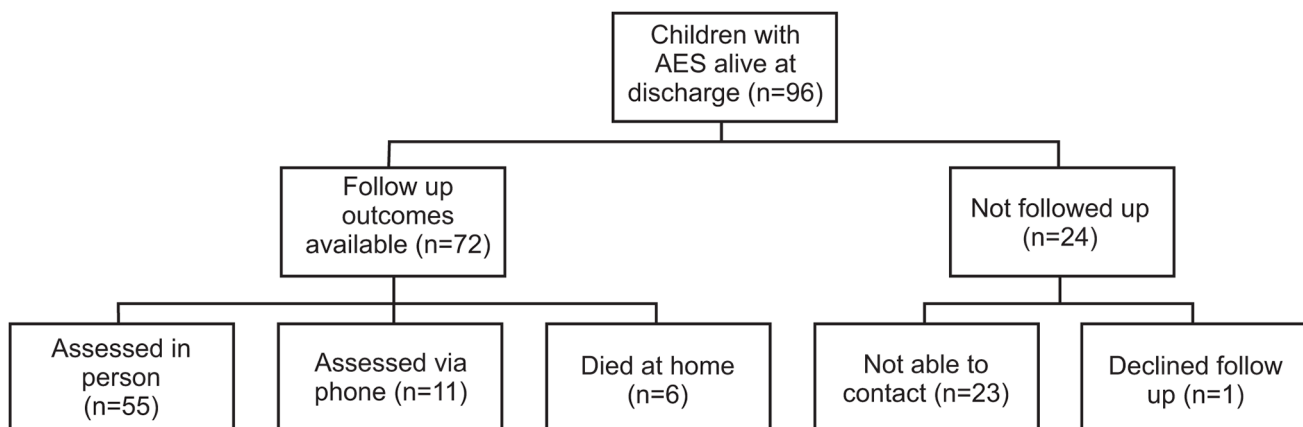 Children with
AES alive at
discharge (n=96)
Follow up
outcomes
available (n=72)
Not followed up
(n=24)
Assessed in
person
(n=55)
Assessed via
phone (n=11)
Died at home
(n=6)
Not able to
contact (n=23)
Declined follow
up (n=1)